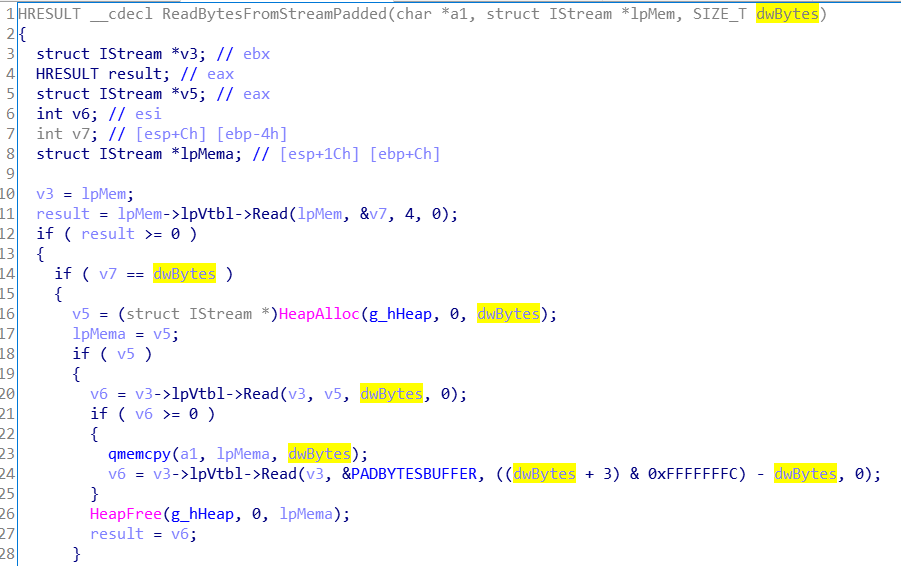 1 HRESULT __cdecl ReadBytesFromStreamPadded(char *a1, struct IStream *lpMem, SIZE_T dwBytes)
2 {
3 struct IStream *v3; // ebx
4 HRESULT result; // eax
5 struct IStream *v5; // eax
6 int v6; // esi
7 int v7; // [esp+Ch] [ebp-4h]
8 struct IStream *lpMema; // [esp+1Ch] [ebp+Ch]
9
10 v3 = lpMem;
11 result = lpMem->lpVtbl->Read(lpMem, &v7, 4, 0);
12 if ( result >= 0 )
13 {
14 if ( v7 == dwBytes )
15 {
16 v5 = (struct IStream *)HeapAlloc(g_hHeap, 0, dwBytes);
17 lpMema = v5;
18 if ( v5 )
19 {
20 v6 = v3->lpVtbl->Read(v3, v5, dwBytes, 0);
21 if ( v6 >= 0 )
22 {
23 qmemcpy(a1, lpMema, dwBytes);
24 v6 = v3->lpVtbl->Read(v3, &PADBYTESBUFFER, ((dwBytes + 3) & 0xFFFFFFFC) - dwBytes, 0);
25 }
26 HeapFree(g_hHeap, 0, lpMema);
27 result = v6;
28 }